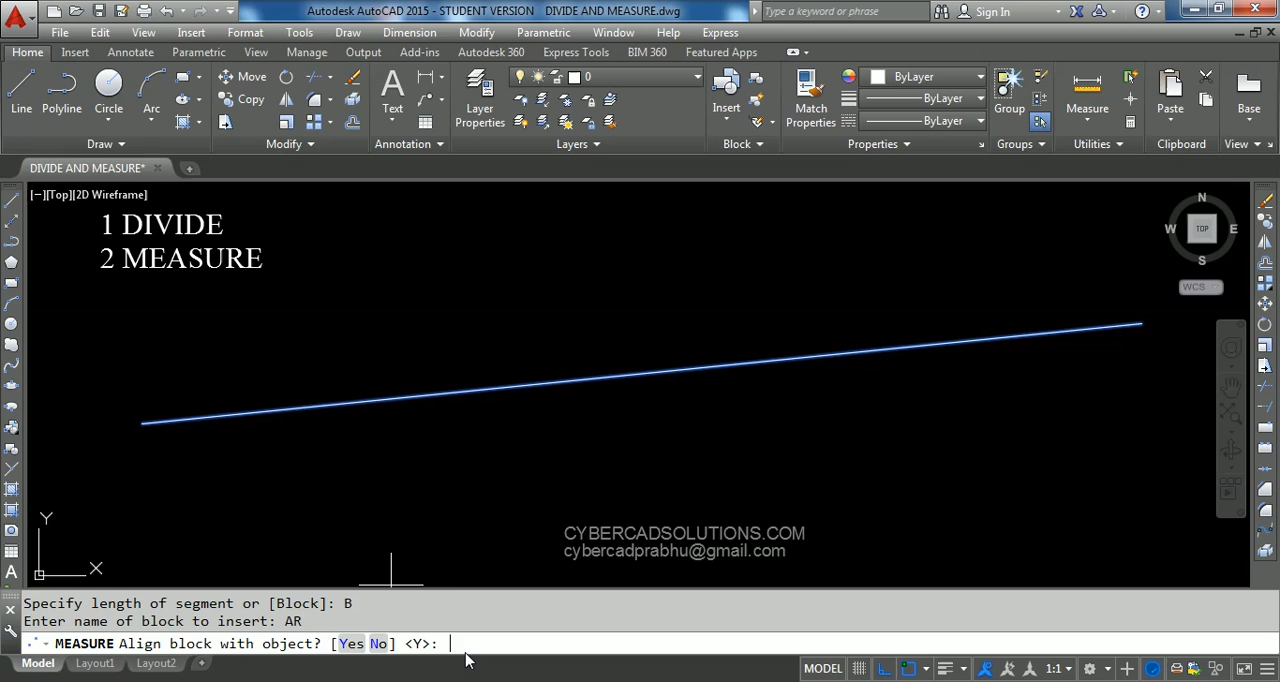 Autodesk AutoCAD 2015 - STUDENT VERSION DIVIDE AND MEASURE.dwg
Type a keyword or phrase
Sign In
File Edit View Insert Format Tools Draw Dimension Modify Parametric Window Help Express
Home Insert Annotate Parametric View Manage Output Add-ins Autodesk 360 Express Tools BIM 360 Featured Apps
Line Polyline Circle Arc
Move
Copy
Text
Layer
Properties
0
Insert
Match
Properties
ByLayer
ByLayer
ByLayer
Group
Measure
Paste
Base
Draw Modify Annotation Layers Block Properties Groups Utilities Clipboard View
DIVIDE AND MEASURE*
[−][Top][2D Wireframe]
1 DIVIDE
2 MEASURE
N
W TOP E
S
WCS
Y
X
CYBERCADSOLUTIONS.COM
cybercadprabhu@gmail.com
Specify length of segment or [Block]: B
Enter name of block to insert: AR
MEASURE Align block with object? [Yes No] <Y>:
Model Layout1 Layout2 +
MODEL 1:1